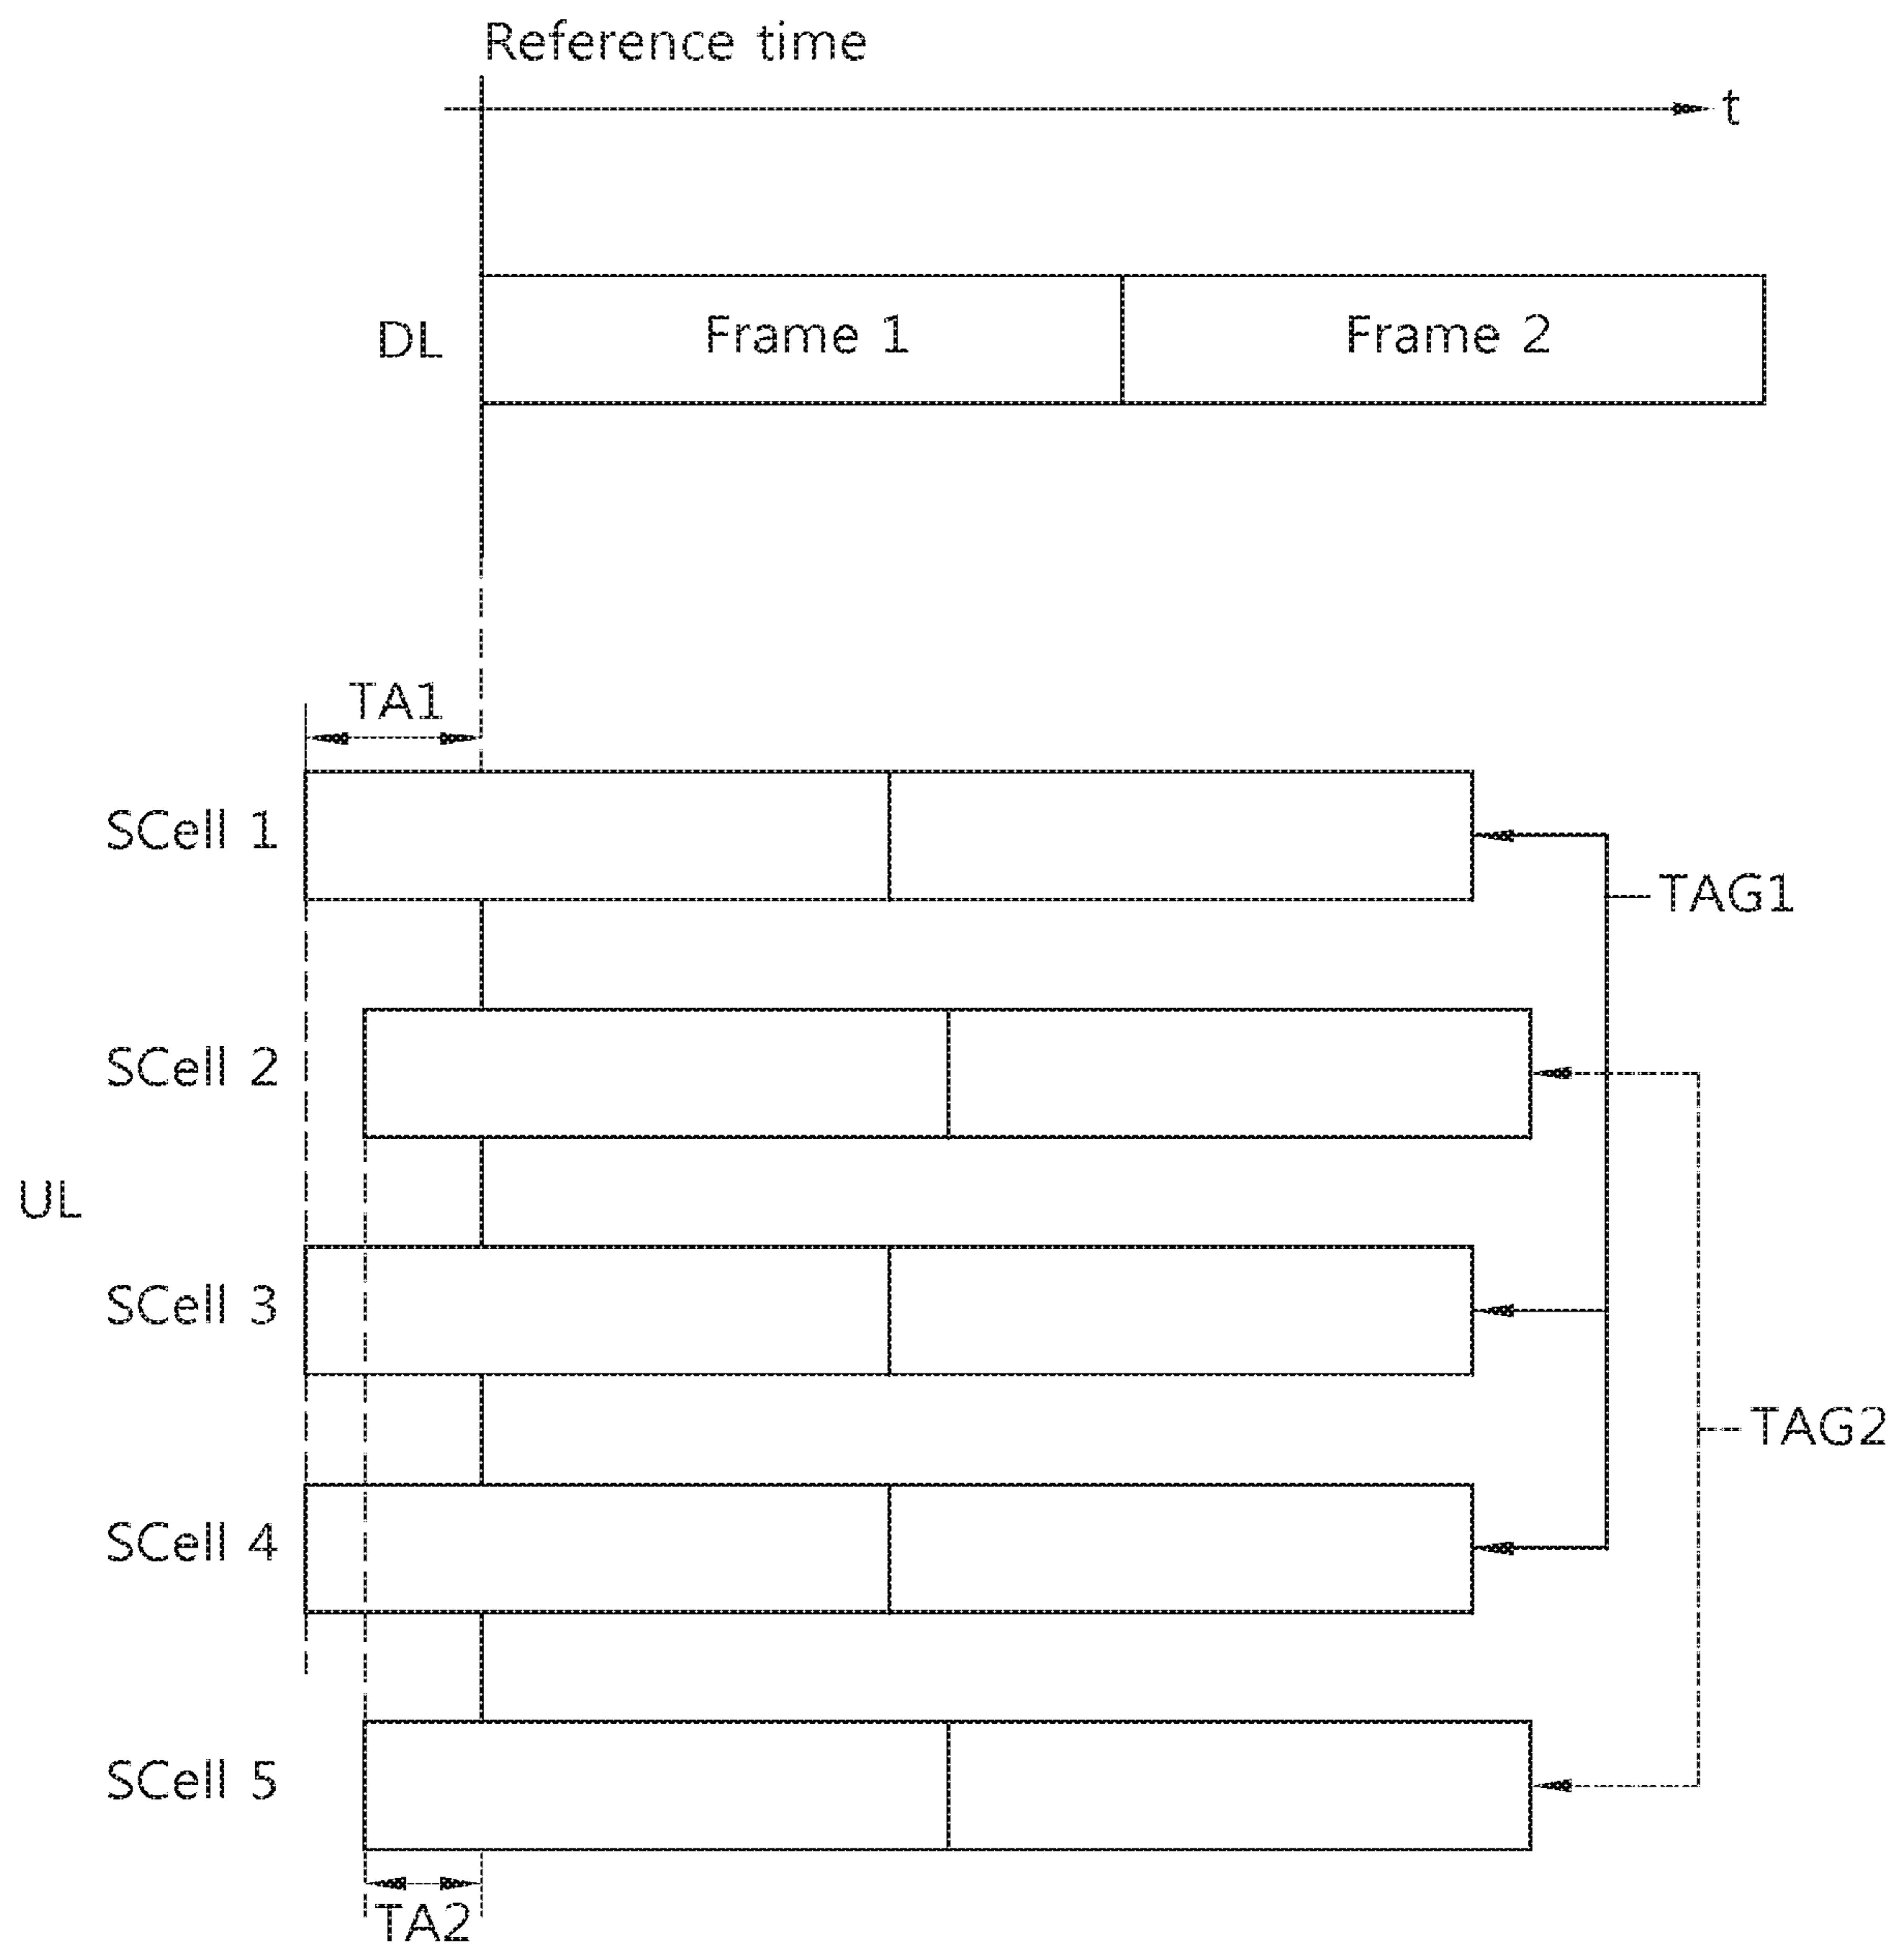 Reference time
t
DL
Frame 1
Frame 2
TA1
SCell 1
TAG1
SCell 2
UL
SCell 3
TAG2
SCell 4
SCell 5
TA2